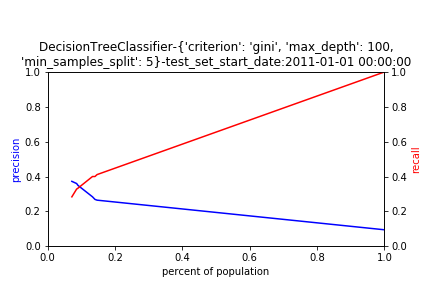 DecisionTreeClassifier-{'criterion': 'gini', 'max_depth': 100,
'min_samples_split': 5}-test_set_start_date:2011-01-01 00:00:00
1.0
0.8
0.6
0.4
0.2
0.0
precision
1.0
0.8
0.6
0.4
0.2
0.0
recall
0.0 0.2 0.4 0.6 0.8 1.0
percent of population